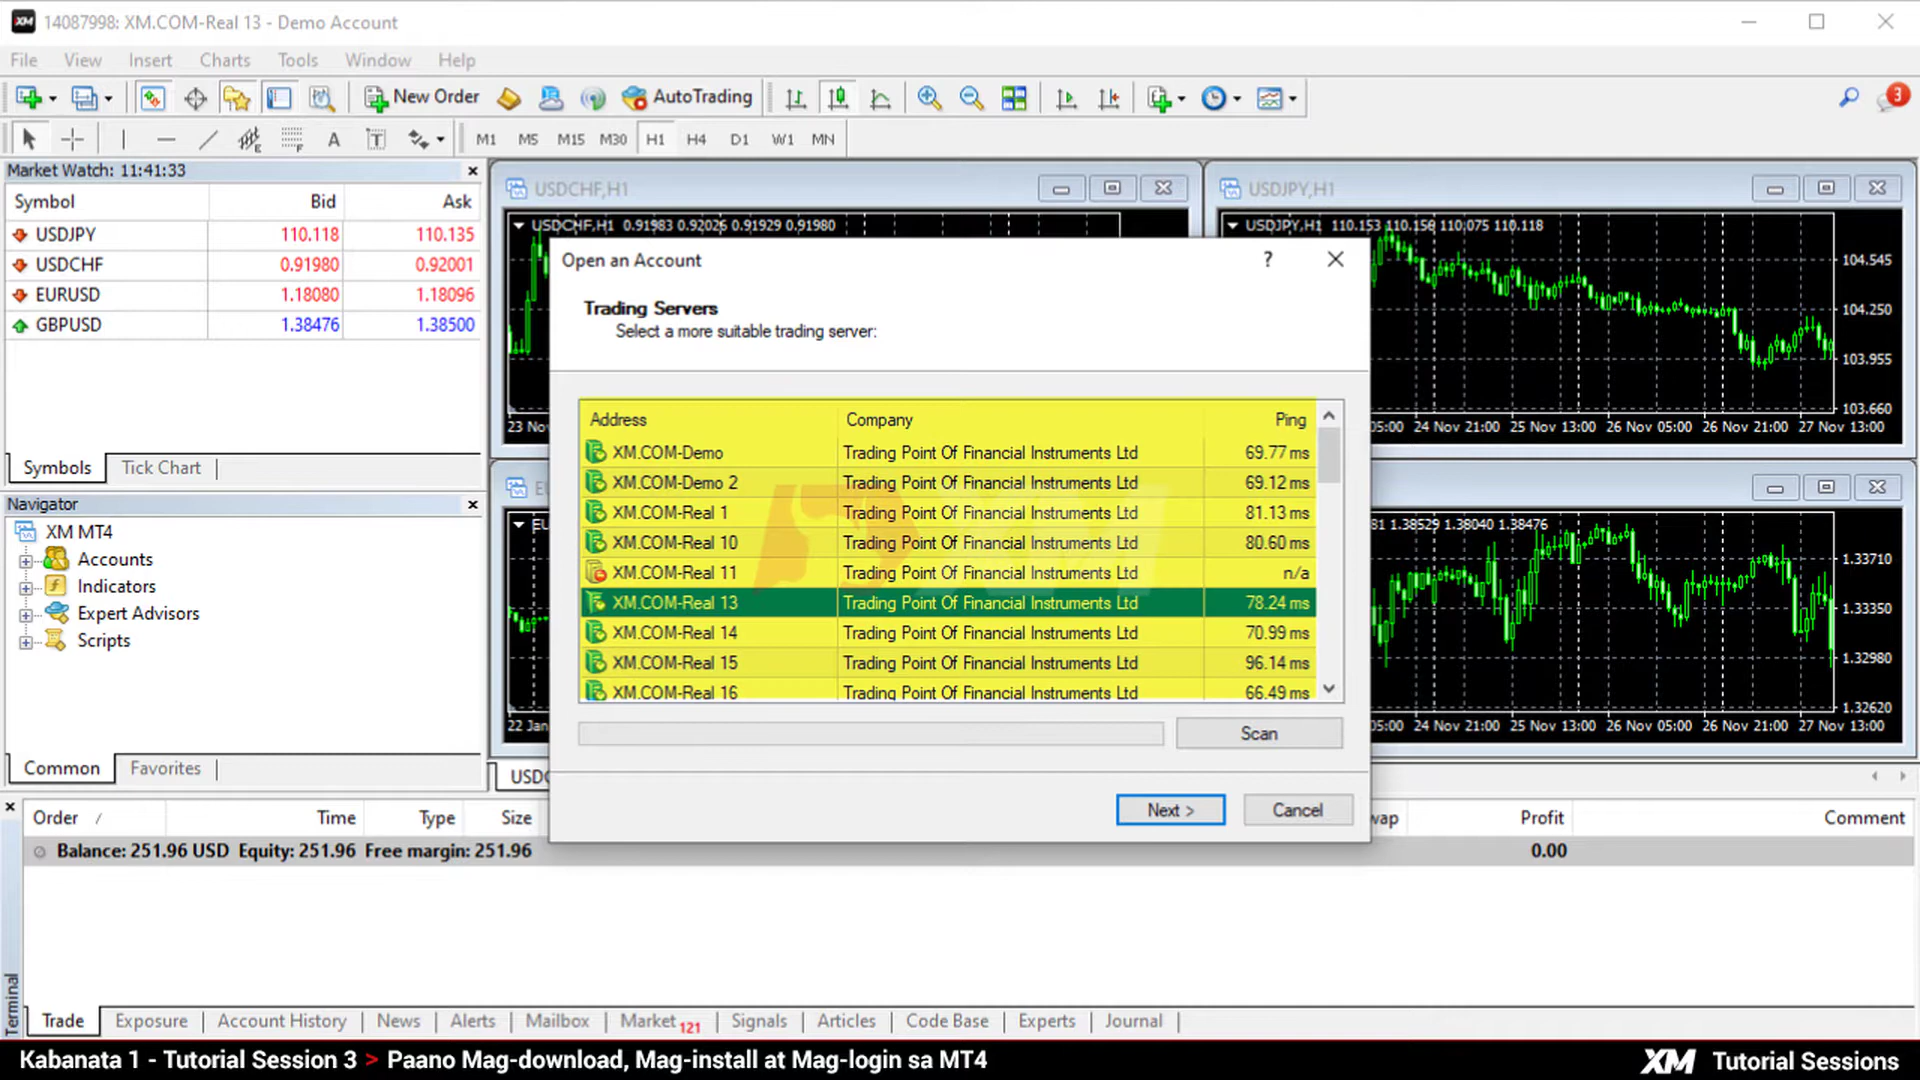 14087998: XM.COM-Real 13 - Demo Account
File View Insert Charts Tools Window Help
New Order AutoTrading 3
A T M1 M5 M15 M30 H1 H4 D1 W1 MN
Market Watch: 11:41:33
Symbol Bid Ask
USDJPY 110.118 110.135
USDCHF 0.91980 0.92001
EURUSD 1.18080 1.18096
GBPUSD 1.38476 1.38500
Symbols Tick Chart
Navigator
XM MT4
Accounts
Indicators
Expert Advisors
Scripts
Common Favorites
USDCHF,H1
USDCHF,H1 0.91983 0.92026 0.91929 0.91980
USDJPY,H1
USDJPY,H1 110.153 110.156 110.075 110.118
104.545
104.250
103.955
103.660
24 Nov 21:00 25 Nov 13:00 26 Nov 05:00 26 Nov 21:00 27 Nov 13:00
1.38529 1.38040 1.38476
1.33710
1.33350
1.32980
1.32620
24 Nov 21:00 25 Nov 13:00 26 Nov 05:00 26 Nov 21:00 27 Nov 13:00
Open an Account ?
Trading Servers
Select a more suitable trading server:
Address Company Ping
XM.COM-Demo Trading Point Of Financial Instruments Ltd 69.77 ms
XM.COM-Demo 2 Trading Point Of Financial Instruments Ltd 69.12 ms
XM.COM-Real 1 Trading Point Of Financial Instruments Ltd 81.13 ms
XM.COM-Real 10 Trading Point Of Financial Instruments Ltd 80.60 ms
XM.COM-Real 11 Trading Point Of Financial Instruments Ltd n/a
XM.COM-Real 13 Trading Point Of Financial Instruments Ltd 78.24 ms
XM.COM-Real 14 Trading Point Of Financial Instruments Ltd 70.99 ms
XM.COM-Real 15 Trading Point Of Financial Instruments Ltd 96.14 ms
XM.COM-Real 16 Trading Point Of Financial Instruments Ltd 66.49 ms
XM
Scan
Next > Cancel
Order / Time Type Size Profit Comment
Balance: 251.96 USD Equity: 251.96 Free margin: 251.96 0.00
Terminal
Trade Exposure Account History News Alerts Mailbox Market 121 Signals Articles Code Base Experts Journal
Kabanata 1 - Tutorial Session 3 > Paano Mag-download, Mag-install at Mag-login sa MT4
XM Tutorial Sessions